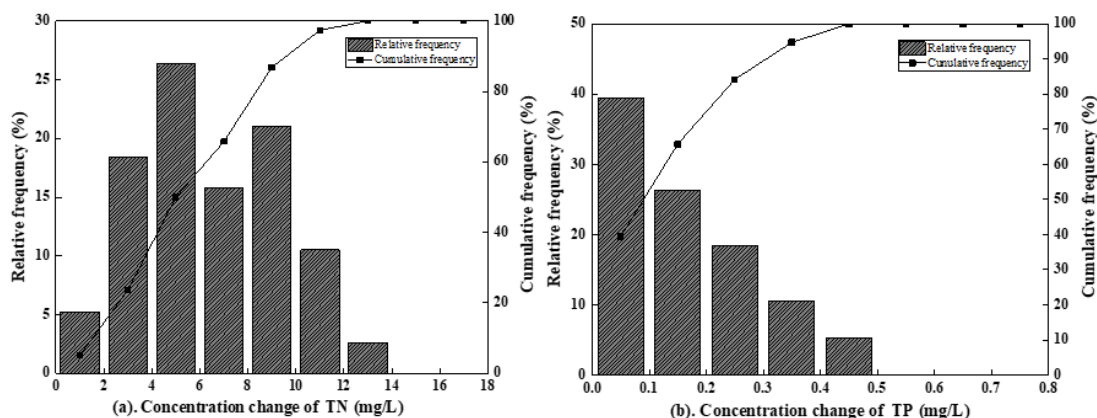 30
25
20
15
10
5
0
Relative frequency (%)
0 2 4 6 8 10 12 14 16 18
100
80
60
40
20
0
Cumulative frequency (%)
Relative frequency
Cumulative frequency
(a). Concentration change of TN (mg/L)
50
40
30
20
10
0
Relative frequency (%)
0.0 0.1 0.2 0.3 0.4 0.5 0.6 0.7 0.8
100
90
80
70
60
50
40
30
20
10
0
Cumulative frequency (%)
Relative frequency
Cumulative frequency
(b). Concentration change of TP (mg/L)